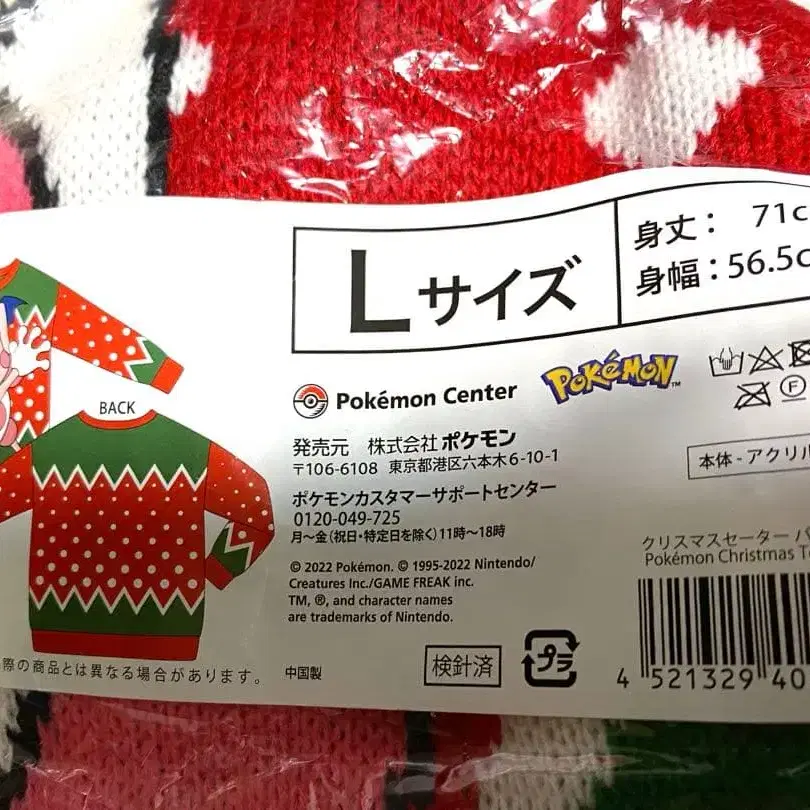 Lサイズ
身丈: 71c
身幅:56.5c
Pokémon Center
POKÉMON™
発売元 株式会社ポケモン
〒106-6108 東京都港区六本木6-10-1
ポケモンカスタマーサポートセンター
0120-049-725
月〜金(祝日・特定日を除く)11時〜18時
© 2022 Pokémon. © 1995-2022 Nintendo/
Creatures Inc./GAME FREAK inc.
TM, ®, and character names
are trademarks of Nintendo.
F
本体-アクリル
クリスマスセーター バ
Pokémon Christmas T
BACK
際の商品とは異なる場合があります。
中国製
検針済
プラ
4 521329 40